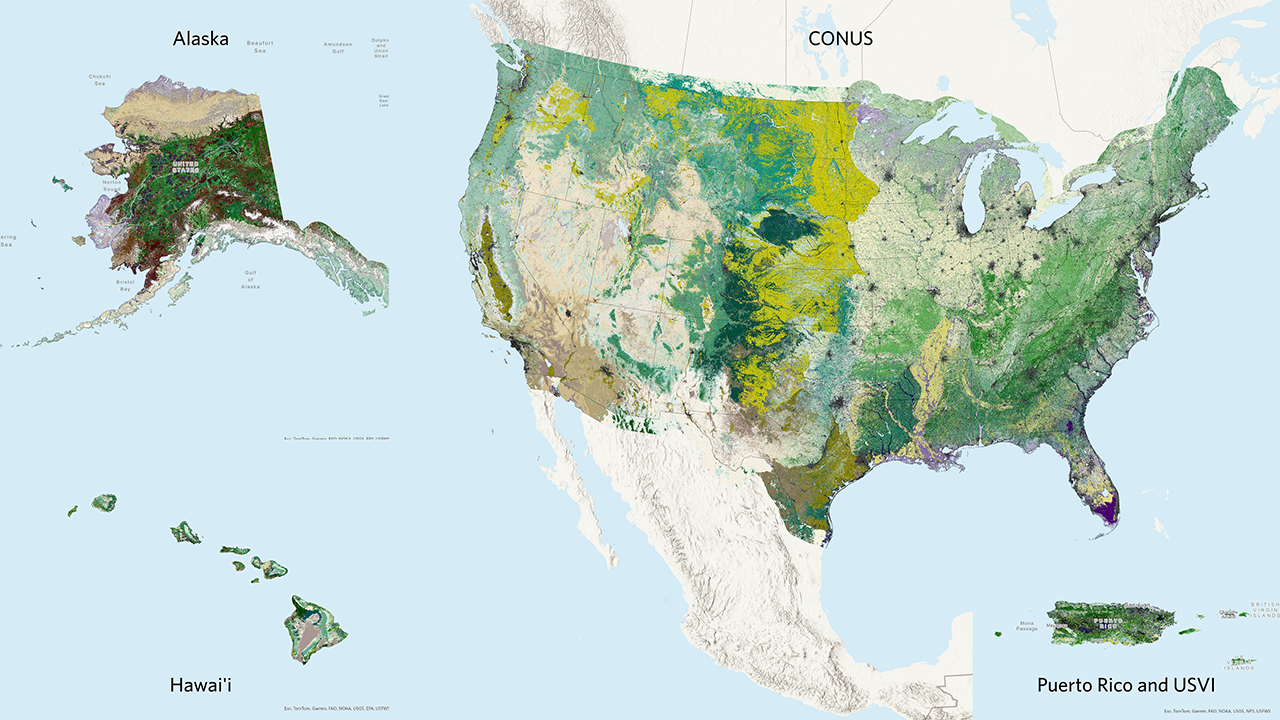 Alaska
CONUS
Beaufort
Sea
Amundsen
Gulf
Dolphin
and
Union
Strait
Chukchi
Sea
Great
Bear
Lake
UNITED
STATES
Norton
Sound
ering
Sea
Gulf
of
Alaska
Bristol
Bay
Esri, TomTom, Garmin, FAO, NOAA, USGS, EPA, USFWS
Hawai'i
Esri, TomTom, Garmin, FAO, NOAA, USGS, EPA, USFWS
BRITISH
VIRGIN
ISLANDS
San Juan
Mona
Passage
PUERTO
RICO
ISLANDS
Puerto Rico and USVI
Esri, TomTom, Garmin, FAO, NOAA, USGS, NPS, USFWS